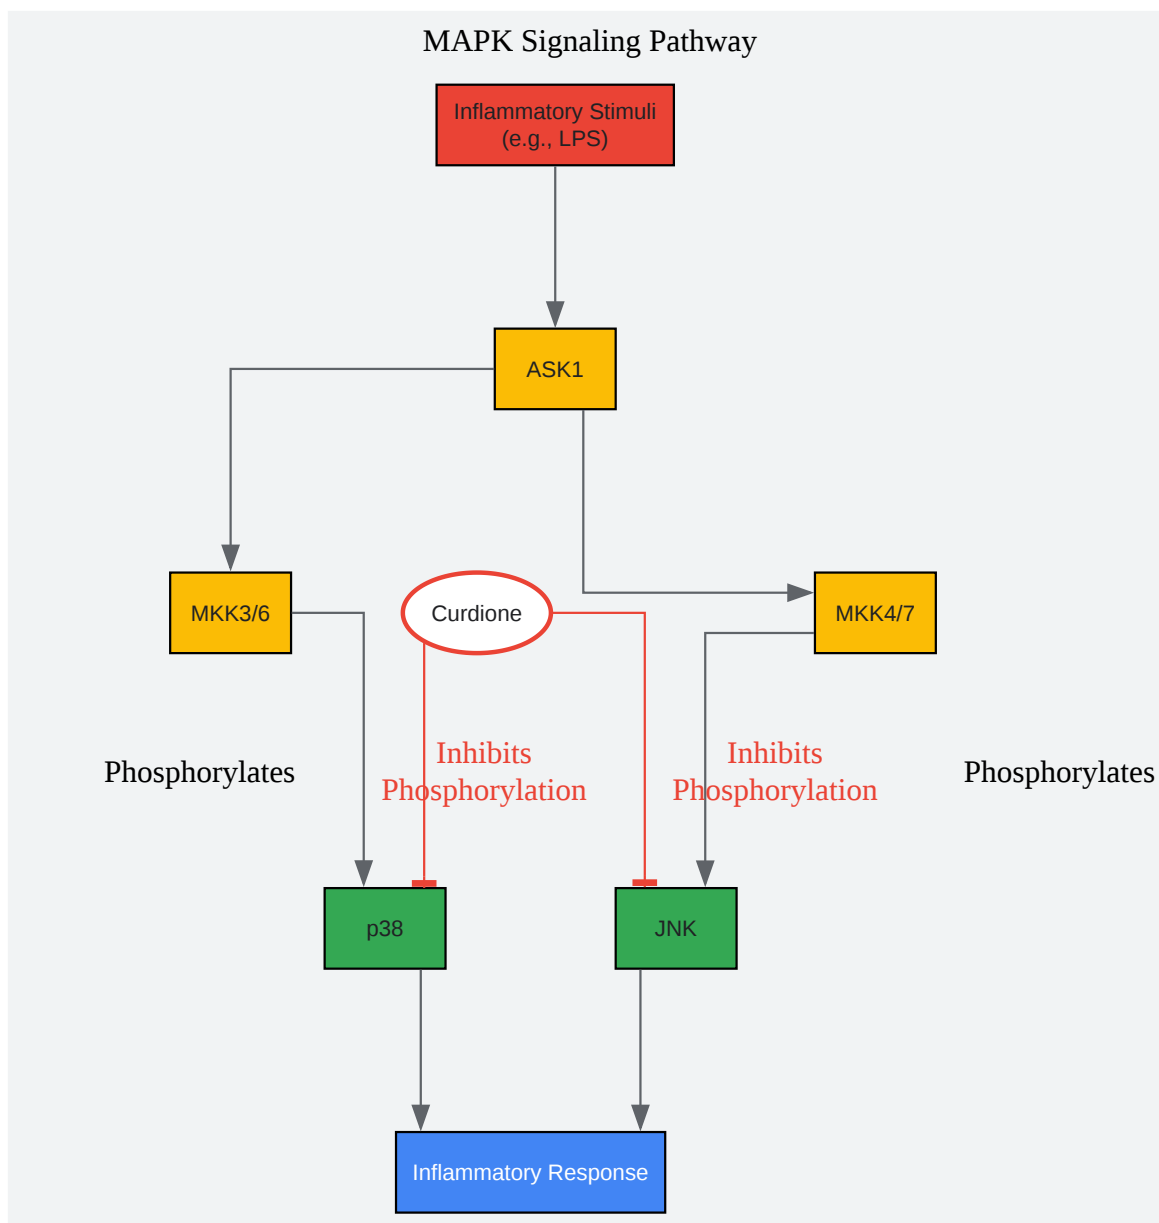 MAPK Signaling Pathway
Inflammatory Stimuli
(e.g., LPS)
ASK1
MKK3/6
Curdione
MKK4/7
Inhibits
Phosphorylation
Inhibits
Phosphorylation
Phosphorylates
Phosphorylates
p38
JNK
Inflammatory Response